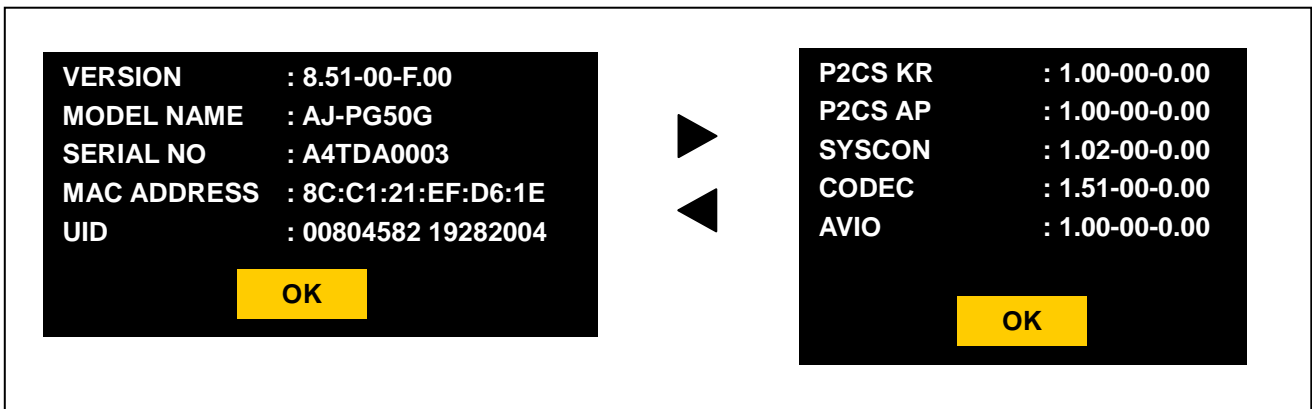 VERSION : 8.51-00-F.00
MODEL NAME : AJ-PG50G
SERIAL NO : A4TDA0003
MAC ADDRESS : 8C:C1:21:EF:D6:1E
UID : 00804582 19282004
OK
P2CS KR : 1.00-00-0.00
P2CS AP : 1.00-00-0.00
SYSCON : 1.02-00-0.00
CODEC : 1.51-00-0.00
AVIO : 1.00-00-0.00
OK